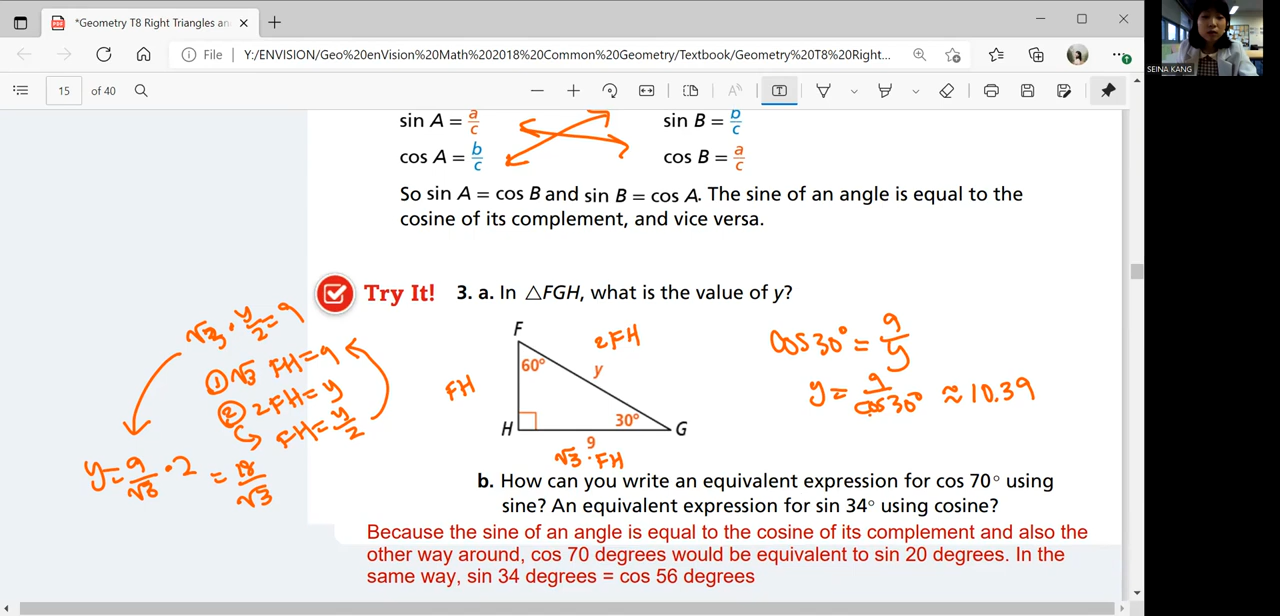 *Geometry T8 Right Triangles an
File Y:/ENVISION/Geo%20enVision%20Math%202018%20Common%20Geometry/Textbook/Geometry%20T8%20Right...
15 of 40
SEINA KANG
sin A = a/c sin B = b/c
cos A = b/c cos B = a/c
So sin A = cos B and sin B = cos A. The sine of an angle is equal to the
cosine of its complement, and vice versa.
Try It! 3. a. In △FGH, what is the value of y?
√3 · y/2 = 9
① √3 FH = 9
② 2FH = y
FH = y/2
y = 9/√3 · 2 = 18/√3
F
60°
2FH
y
FH
H
30°
G
9
√3 · FH
cos 30° = 9/y
y = 9/cos30° ≈ 10.39
b. How can you write an equivalent expression for cos 70° using
sine? An equivalent expression for sin 34° using cosine?
Because the sine of an angle is equal to the cosine of its complement and also the
other way around, cos 70 degrees would be equivalent to sin 20 degrees. In the
same way, sin 34 degrees = cos 56 degrees